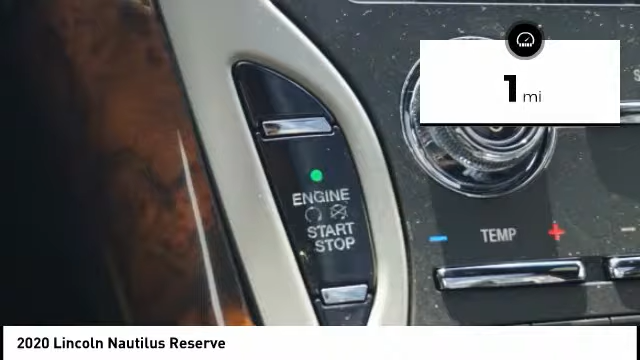 1 mi
ENGINE
START
STOP
TEMP
2020 Lincoln Nautilus Reserve